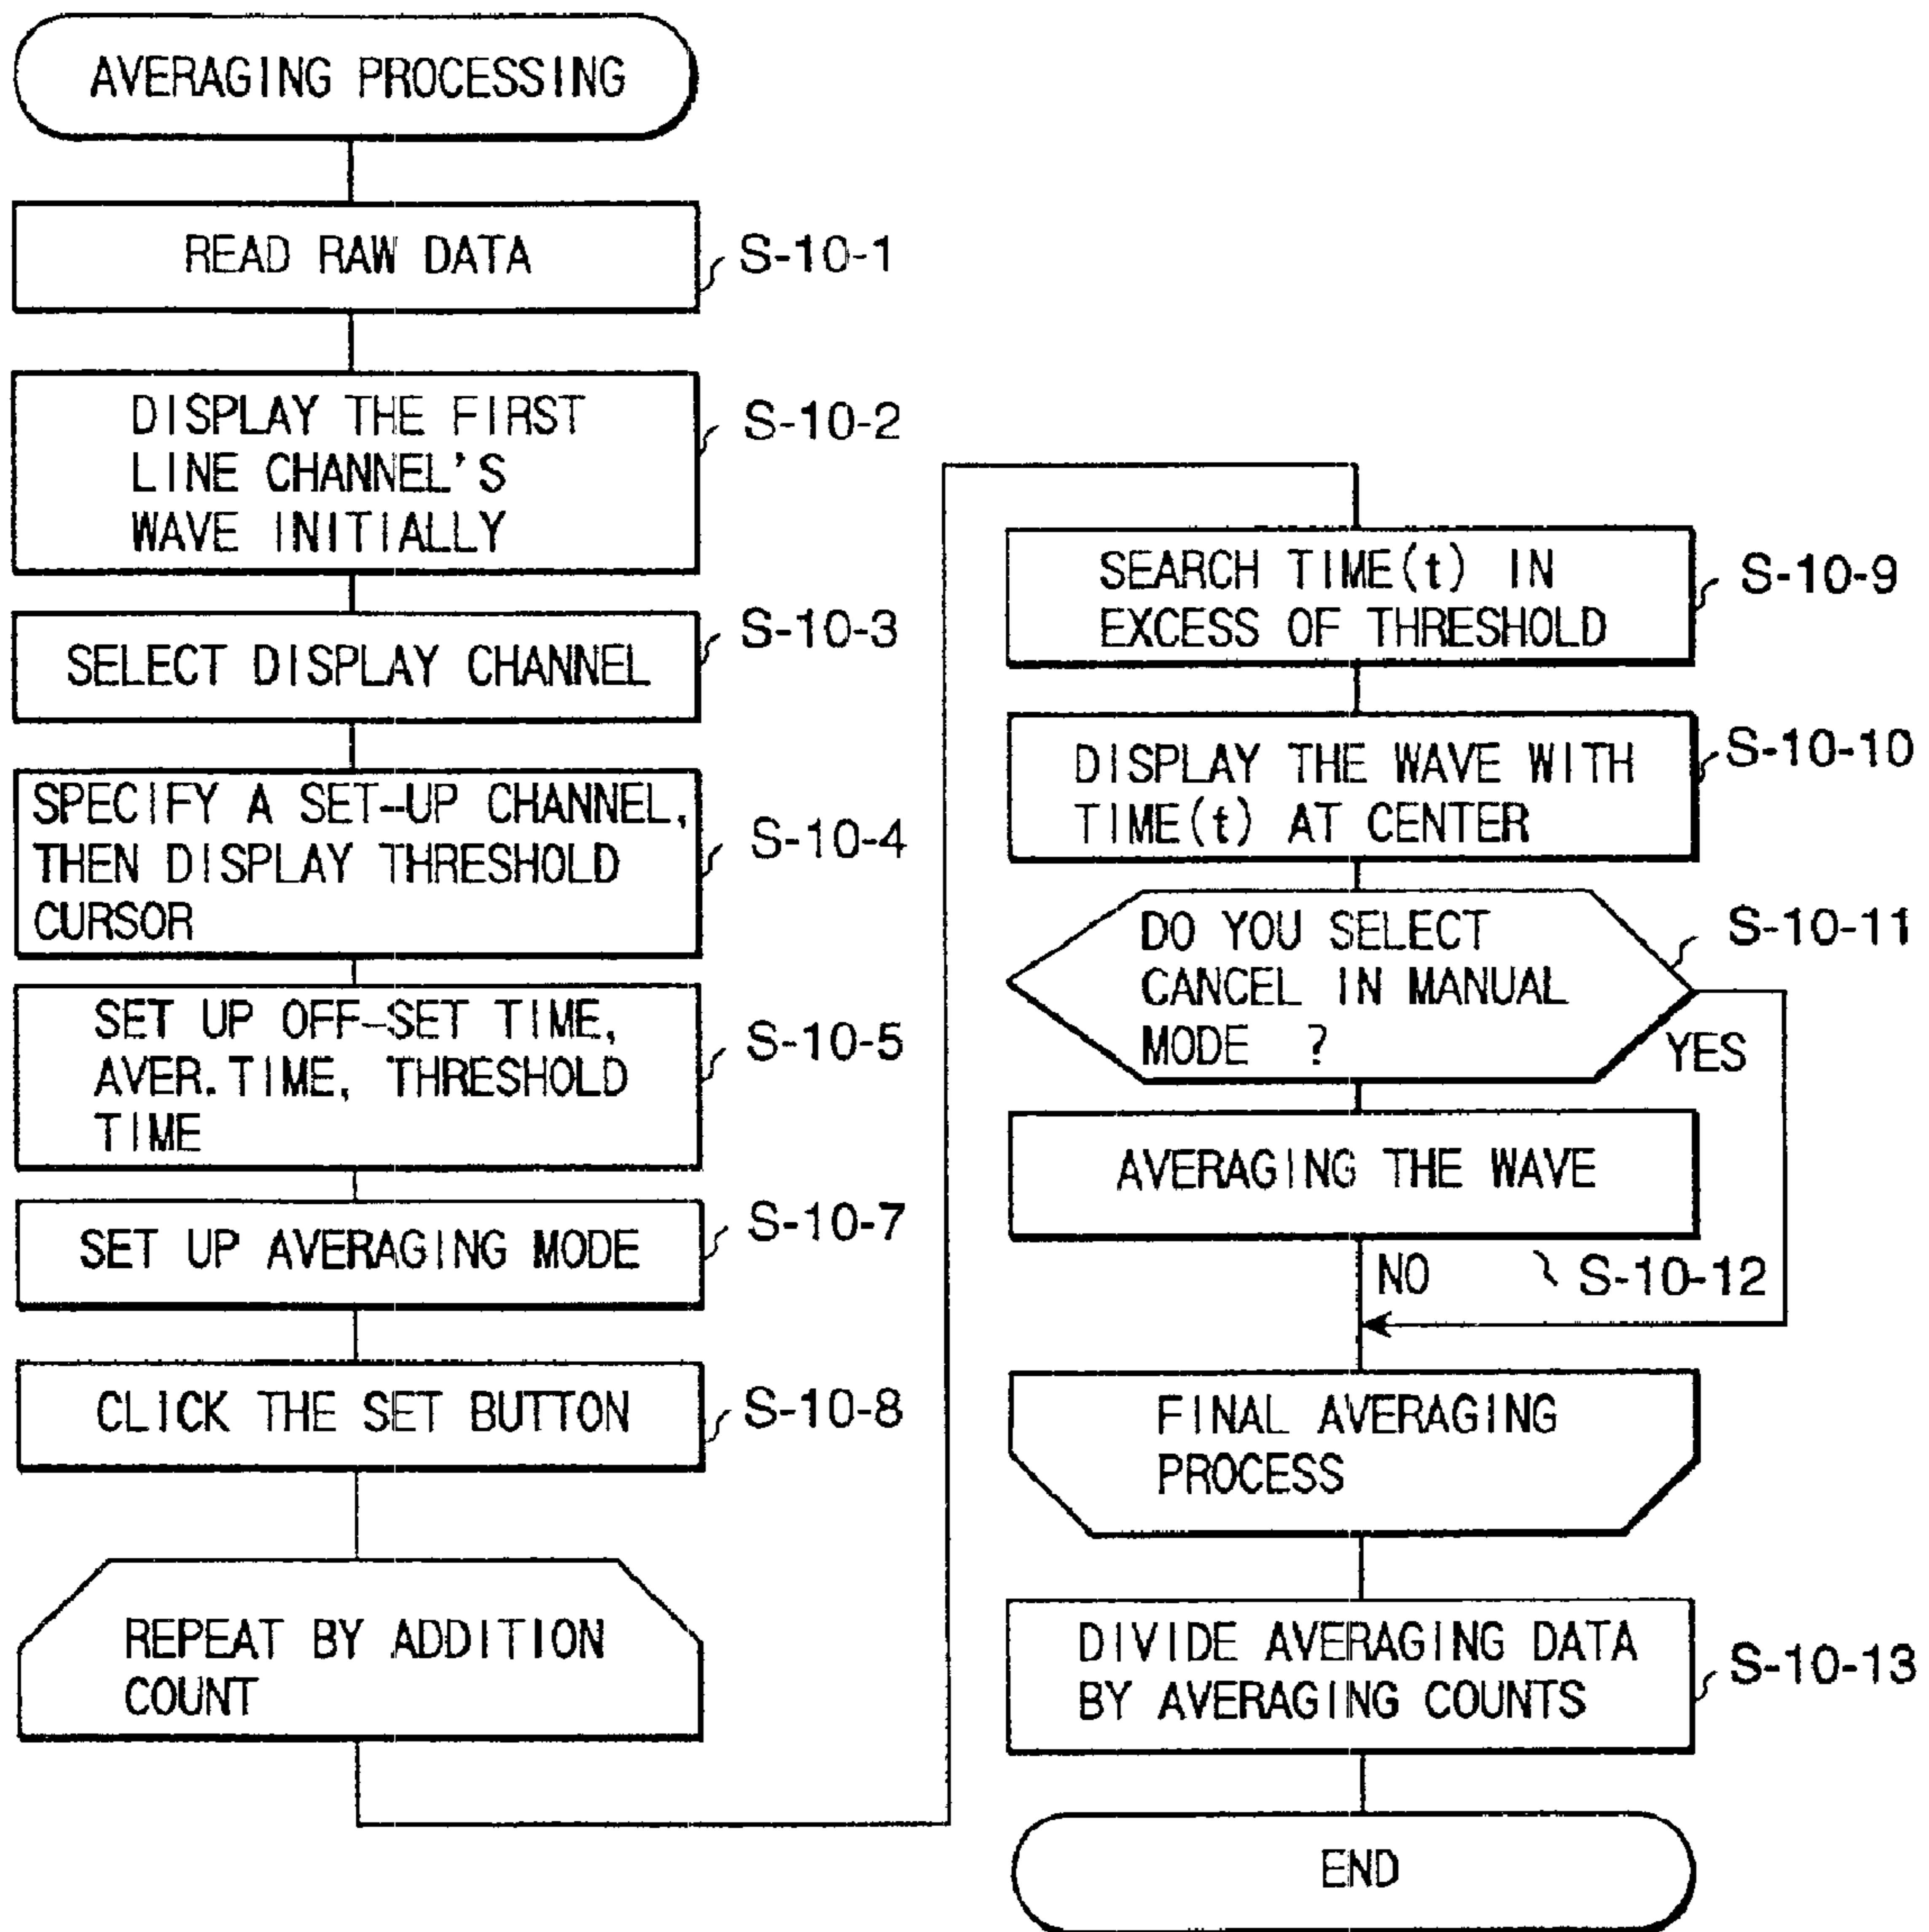 AVERAGING PROCESSING
READ RAW DATA
S-10-1
DISPLAY THE FIRST
LINE CHANNEL'S
WAVE INITIALLY
S-10-2
SELECT DISPLAY CHANNEL
S-10-3
SPECIFY A SET-UP CHANNEL,
THEN DISPLAY THRESHOLD
CURSOR
S-10-4
SET UP OFF-SET TIME,
AVER.TIME, THRESHOLD
TIME
S-10-5
SET UP AVERAGING MODE
S-10-7
CLICK THE SET BUTTON
S-10-8
REPEAT BY ADDITION
COUNT
SEARCH TIME(t) IN
EXCESS OF THRESHOLD
S-10-9
DISPLAY THE WAVE WITH
TIME(t) AT CENTER
S-10-10
DO YOU SELECT
CANCEL IN MANUAL
MODE ?
S-10-11
YES
AVERAGING THE WAVE
NO
S-10-12
FINAL AVERAGING
PROCESS
DIVIDE AVERAGING DATA
BY AVERAGING COUNTS
S-10-13
END